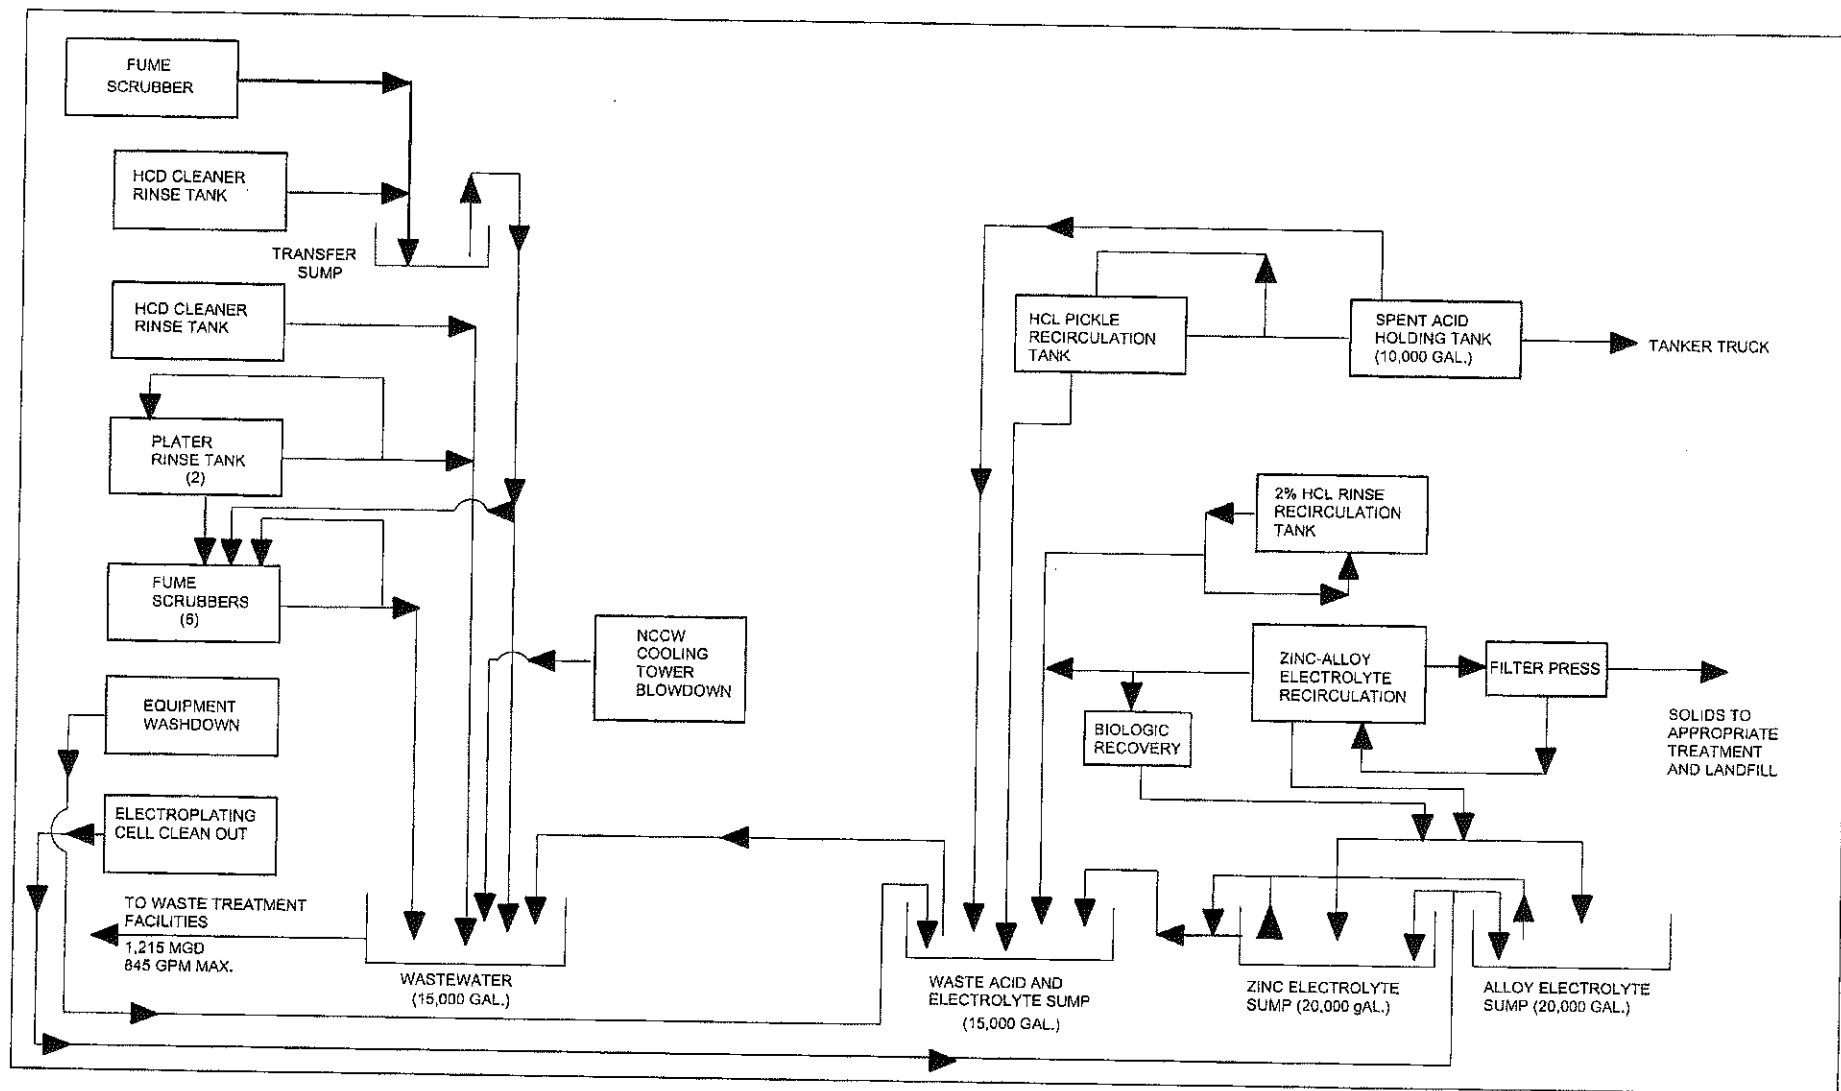 FUME
SCRUBBER
HCD CLEANER
RINSE TANK
TRANSFER
SUMP
HCD CLEANER
RINSE TANK
PLATER
RINSE TANK
(2)
FUME
SCRUBBERS
(6)
EQUIPMENT
WASHDOWN
ELECTROPLATING
CELL CLEAN OUT
TO WASTE TREATMENT
FACILITIES
1,215 MGD
845 GPM MAX.
WASTEWATER
(15,000 GAL.)
NCCW
COOLING
TOWER
BLOWDOWN
HCL PICKLE
RECIRCULATION
TANK
SPENT ACID
HOLDING TANK
(10,000 GAL.)
TANKER TRUCK
2% HCL RINSE
RECIRCULATION
TANK
ZINC-ALLOY
ELECTROLYTE
RECIRCULATION
FILTER PRESS
BIOLOGIC
RECOVERY
SOLIDS TO
APPROPRIATE
TREATMENT
AND LANDFILL
WASTE ACID AND
ELECTROLYTE SUMP
(15,000 GAL.)
ZINC ELECTROLYTE
SUMP (20,000 gAL.)
ALLOY ELECTROLYTE
SUMP (20,000 GAL.)